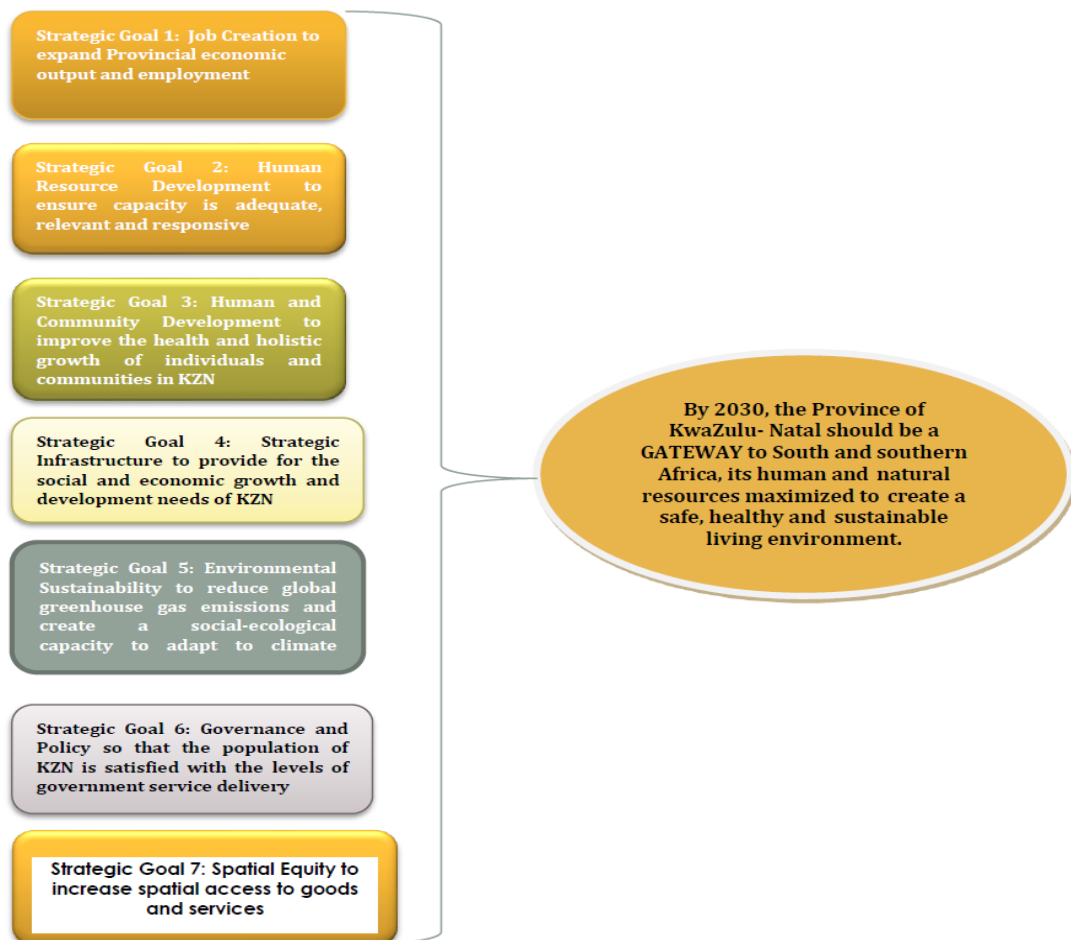 Strategic Goal 1: Job Creation to
expand Provincial economic
output and employment
Strategic Goal 2: Human
Resource Development to
ensure capacity is adequate,
relevant and responsive
Strategic Goal 3: Human and
Community Development to
improve the health and holistic
growth of individuals and
communities in KZN
Strategic Goal 4: Strategic
Infrastructure to provide for the
social and economic growth and
development needs of KZN
Strategic Goal 5: Environmental
Sustainability to reduce global
greenhouse gas emissions and
create a social-ecological
capacity to adapt to climate
Strategic Goal 6: Governance and
Policy so that the population of
KZN is satisfied with the levels of
government service delivery
Strategic Goal 7: Spatial Equity to
increase spatial access to goods
and services
By 2030, the Province of
KwaZulu- Natal should be a
GATEWAY to South and southern
Africa, its human and natural
resources maximized to create a
safe, healthy and sustainable
living environment.